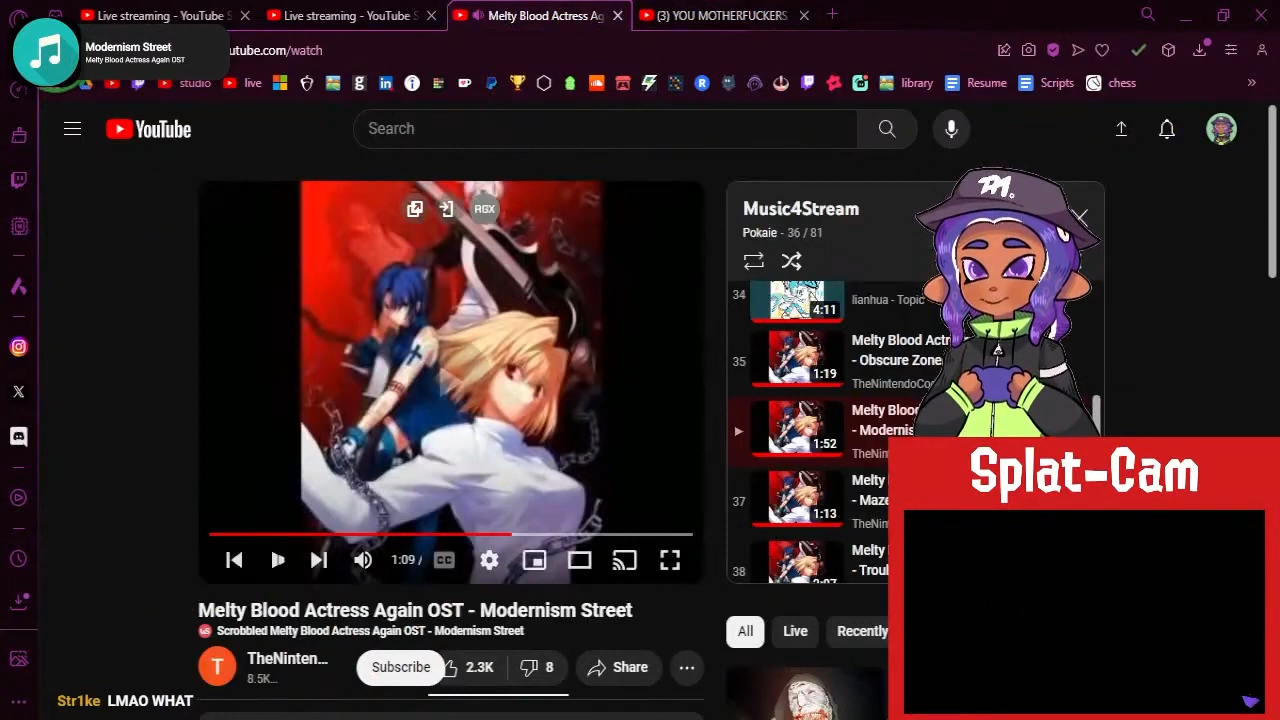 Live streaming - YouTube S
Live streaming - YouTube S
Melty Blood Actress Ag
(3) YOU MOTHERFUCKERS
Modernism Street
Melty Blood Actress Again OST
utube.com/watch
studio
live
library
Resume
Scripts
chess
YouTube
Search
RGX
Music4Stream
Pokaie - 36 / 81
34
4:11
lianhua - Topic
35
1:19
Melty Blood Actr
- Obscure Zone
TheNintendoCo
1:52
Melty Blood
- Modernis
TheNin
37
1:13
Melty
- Maze
TheNin
38
Melty
- Troul
1:09 /
CC
Melty Blood Actress Again OST - Modernism Street
Scrobbled Melty Blood Actress Again OST - Modernism Street
T
TheNinten...
8.5K...
Subscribe
2.3K
8
Share
All
Live
Recently
TM.
Splat-Cam
Str1ke LMAO WHAT